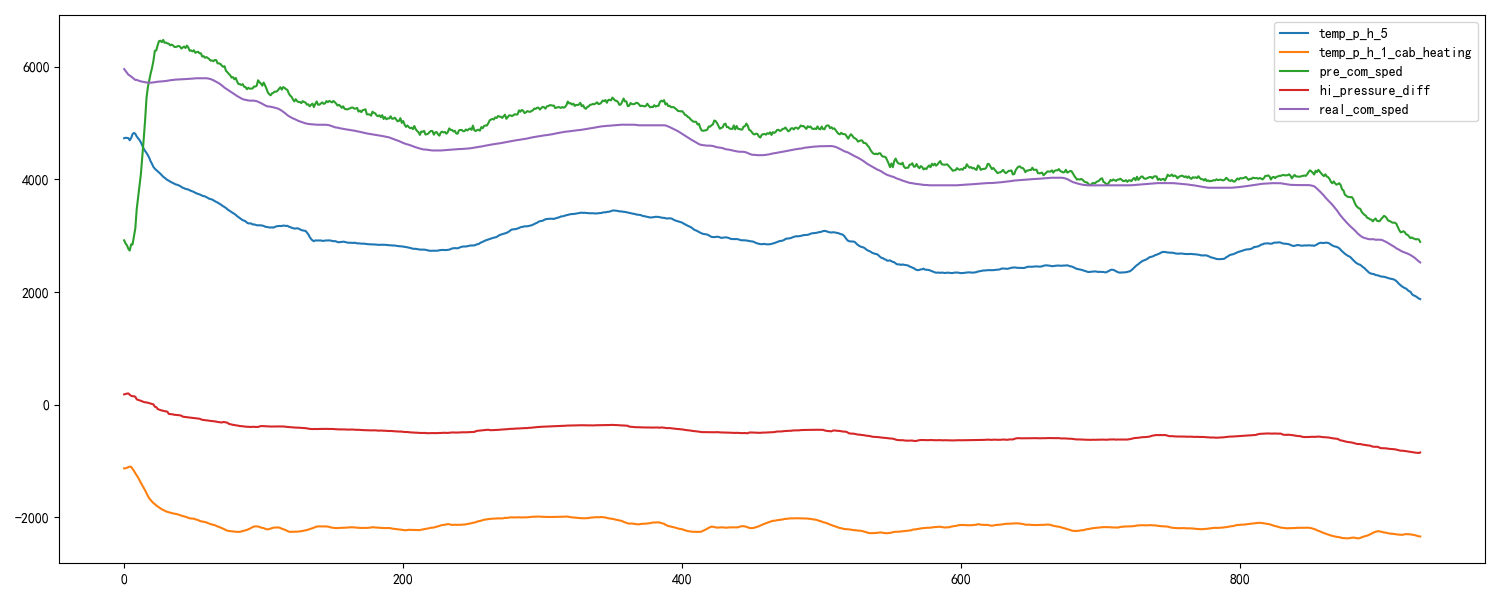 6000
4000
2000
0
−2000
0
200
400
600
800
temp_p_h_5
temp_p_h_1_cab_heating
pre_com_sped
hi_pressure_diff
real_com_sped